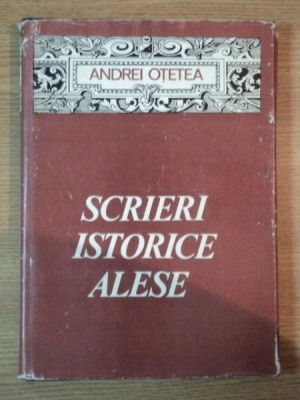 ANDREI OȚETEA
SCRIERI
ISTORICE
ALESE